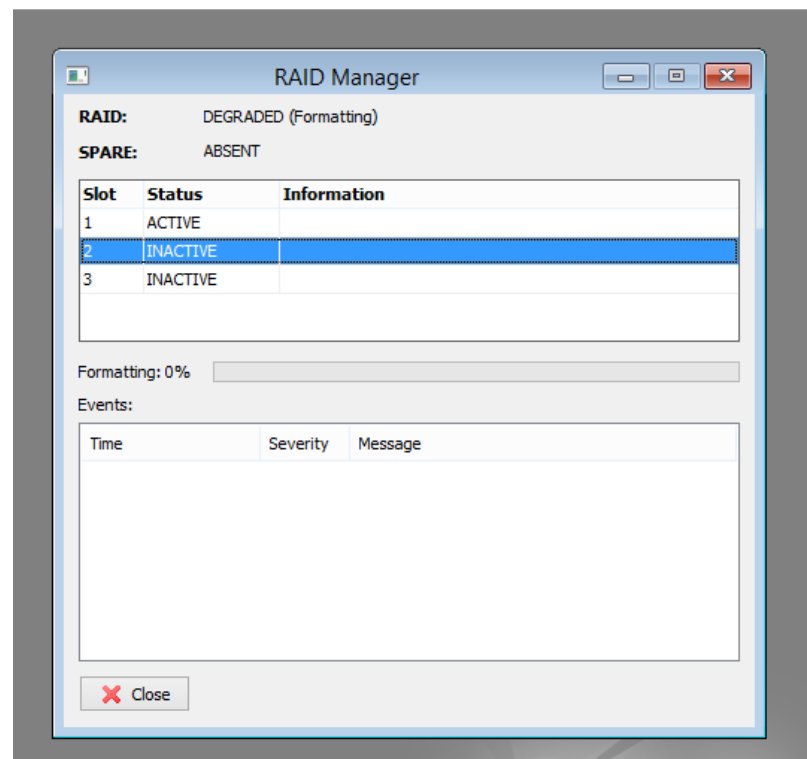 RAID Manager
RAID: DEGRADED (Formatting)
SPARE: ABSENT
Slot Status Information
1 ACTIVE
2 INACTIVE
3 INACTIVE
Formatting: 0%
Events:
Time Severity Message
Close